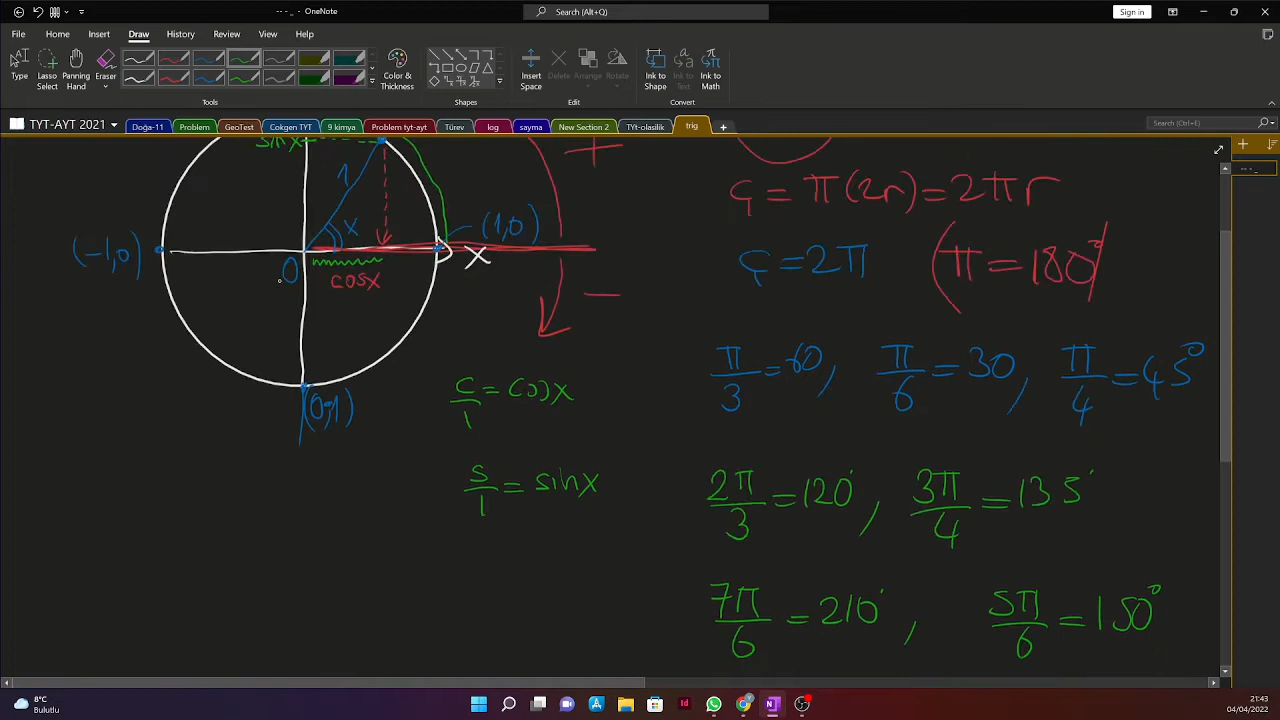 -- - _ - OneNote
Search (Alt+Q)
Sign in
File Home Insert Draw History Review View Help
Type
Lasso Select
Panning Hand
Eraser
Color & Thickness
Insert Space
Delete
Arrange
Rotate
Ink to Shape
Ink to Text
Ink to Math
Tools
Shapes
Edit
Convert
TYT-AYT 2021
Doğa-11
Problem
GeoTest
Cokgen TYT
9 kimya
Problem tyt-ayt
Türev
log
sayma
New Section 2
TYt-olasilik
trig
Search (Ctrl+E)
sinx
+
1
x
(1,0)
(-1,0)
0
cosx
X
−
Ç = π(2r) = 2πr
Ç = 2π
(π = 180°)
π/3 = 60, π/6 = 30, π/4 = 45°
c/1 = cosx
s/1 = sinx
2π/3 = 120°, 3π/4 = 135°
7π/6 = 210°, 5π/6 = 150°
8°C
Bulutlu
21:43
04/04/2022